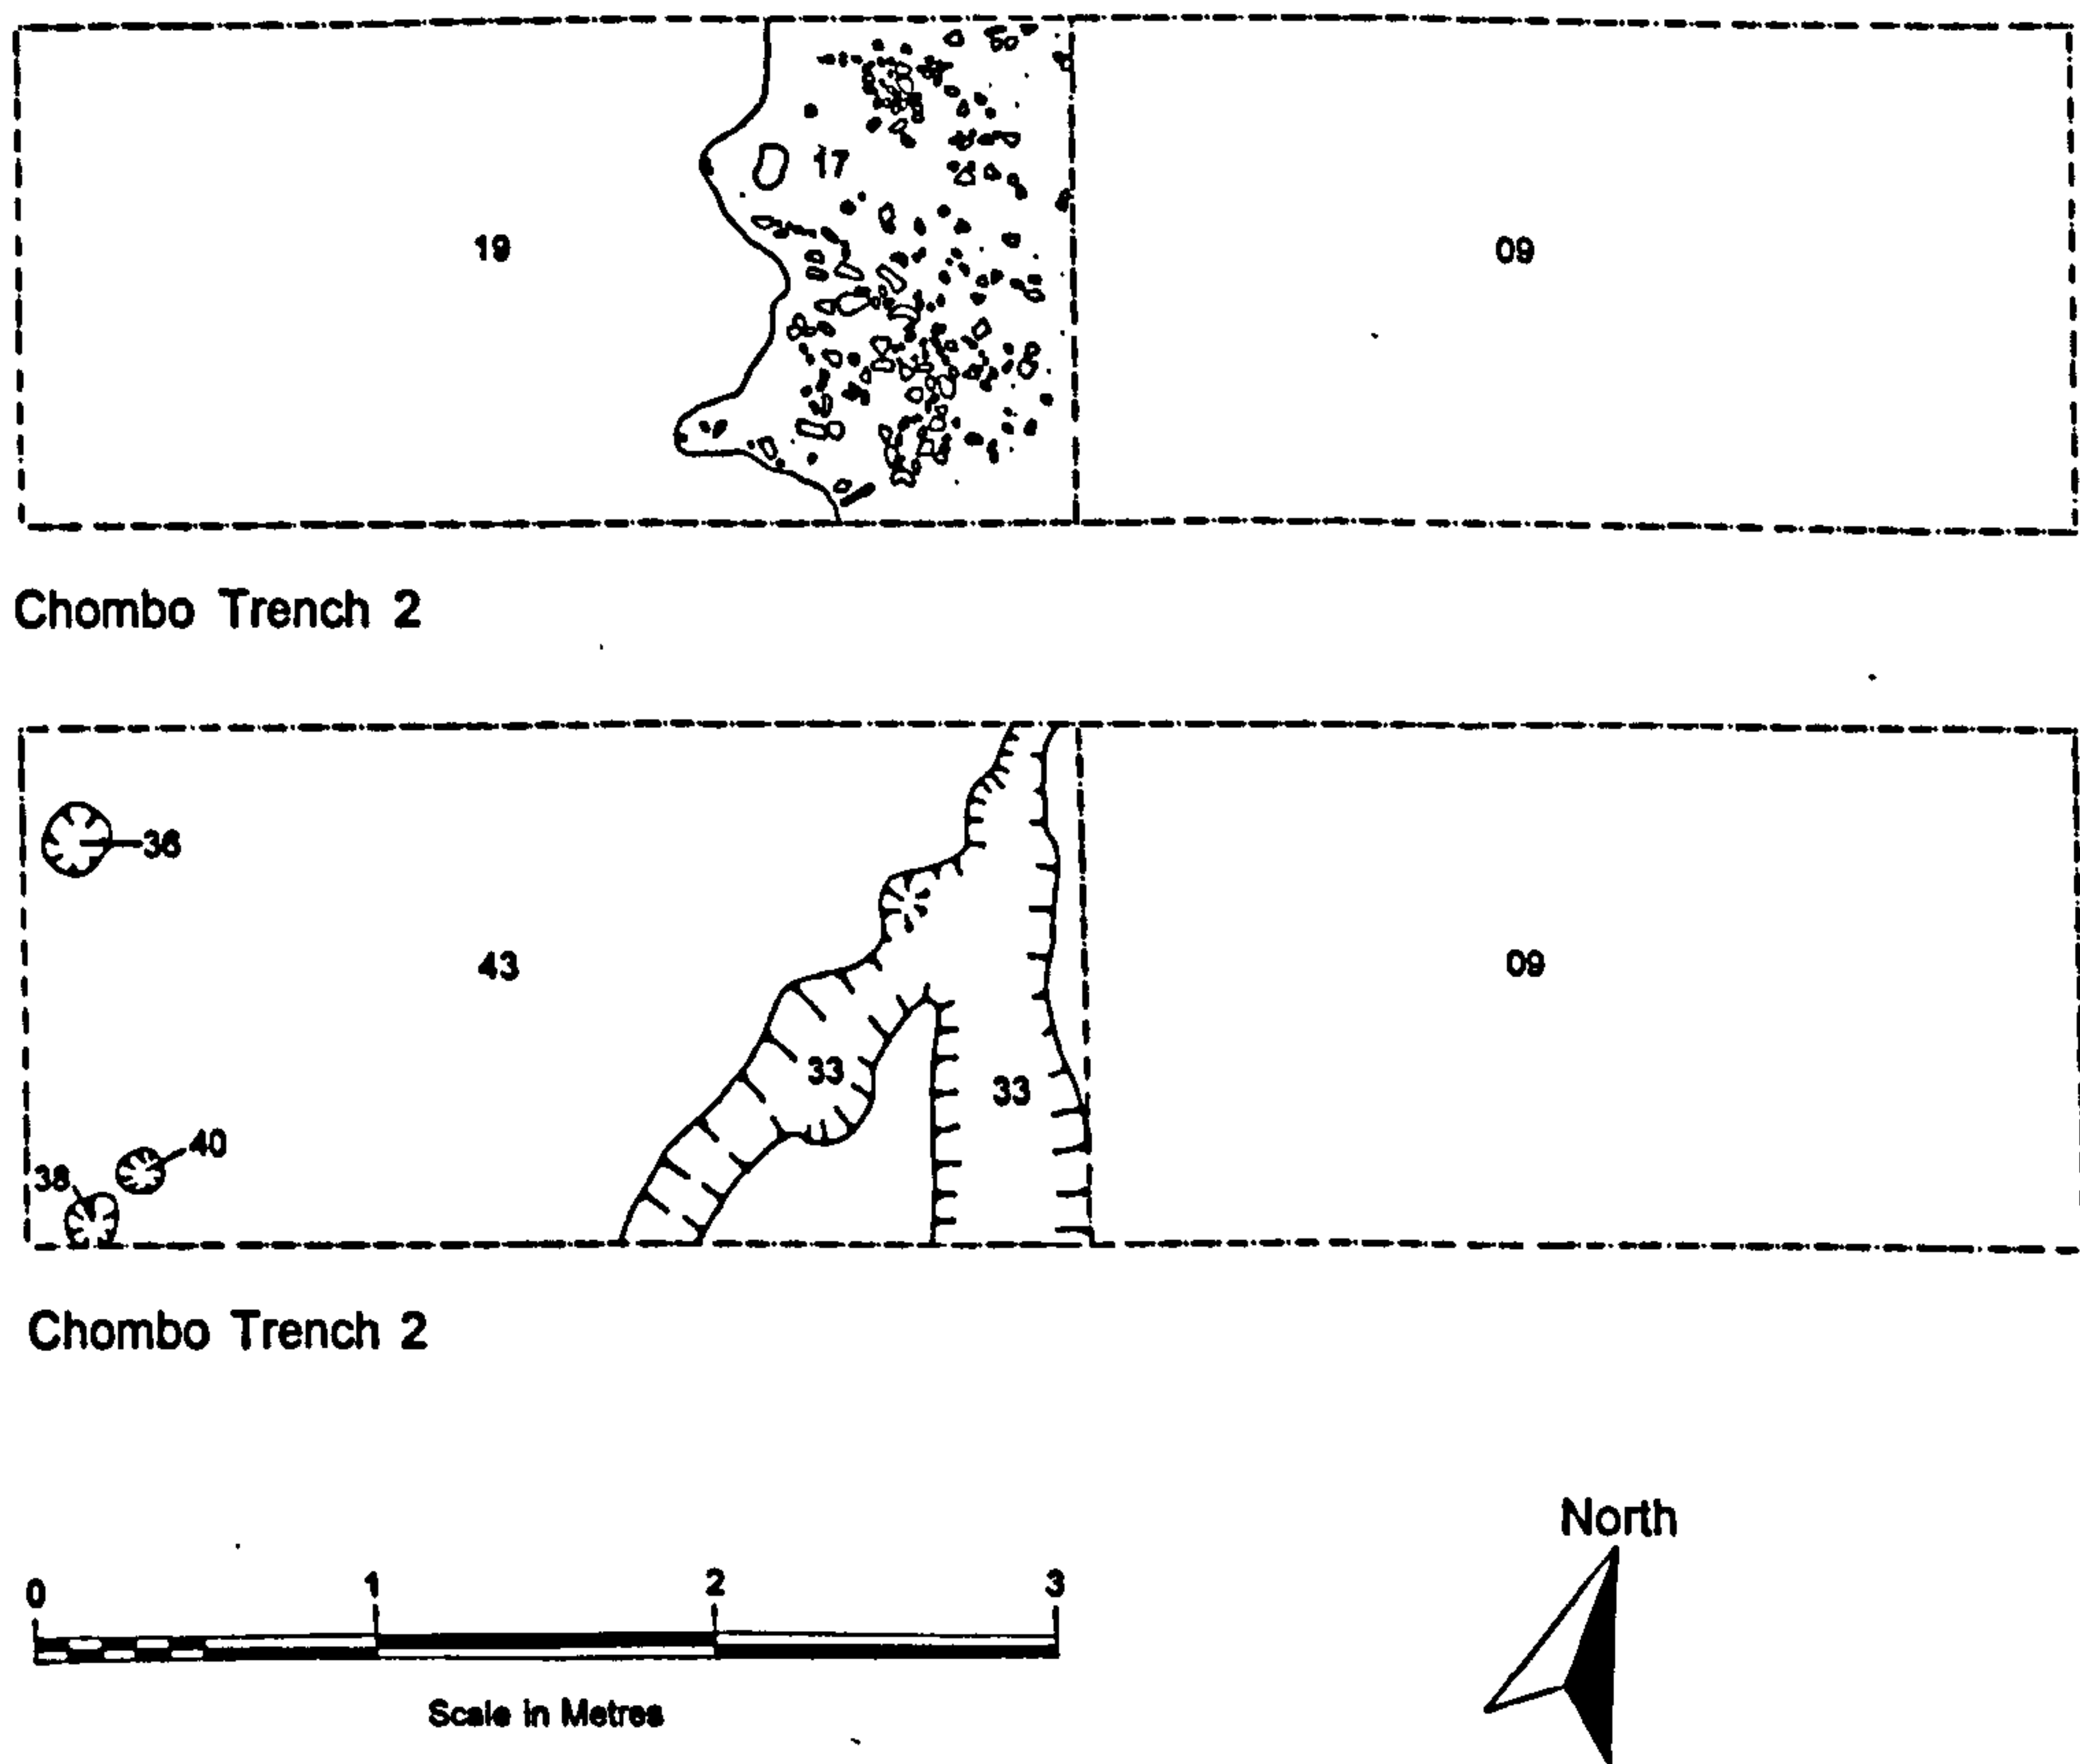 17
19
09
Chombo Trench 2
36
43
09
33
33
40
38
Chombo Trench 2
North
0 1 2 3
Scale in Metres